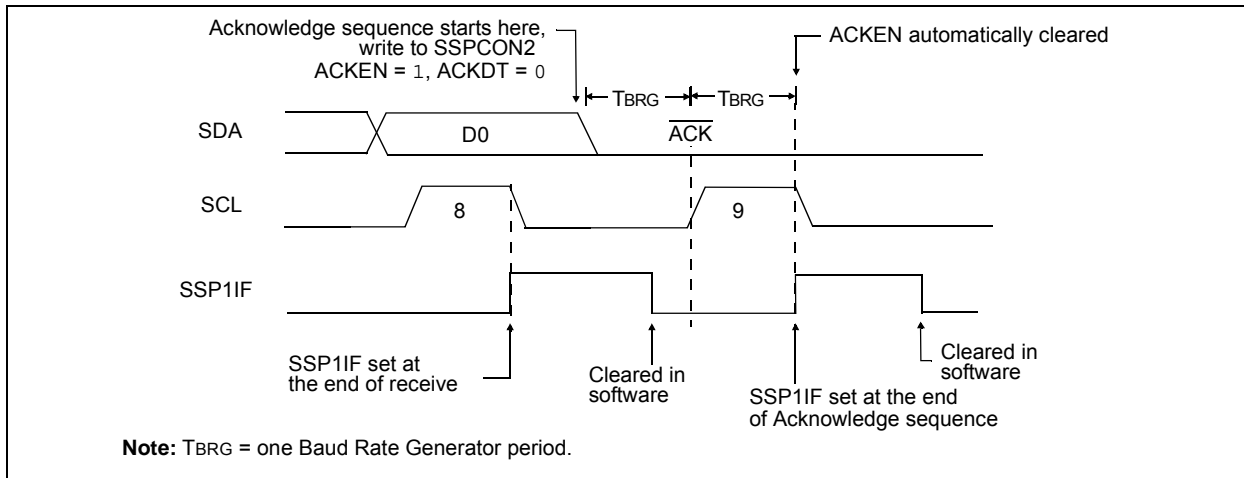 Acknowledge sequence starts here,
write to SSPCON2
ACKEN = 1, ACKDT = 0
ACKEN automatically cleared
TBRG
TBRG
SDA
D0
ACK
SCL
8
9
SSP1IF
SSP1IF set at
the end of receive
Cleared in
software
SSP1IF set at the end
of Acknowledge sequence
Cleared in
software
Note: TBRG = one Baud Rate Generator period.